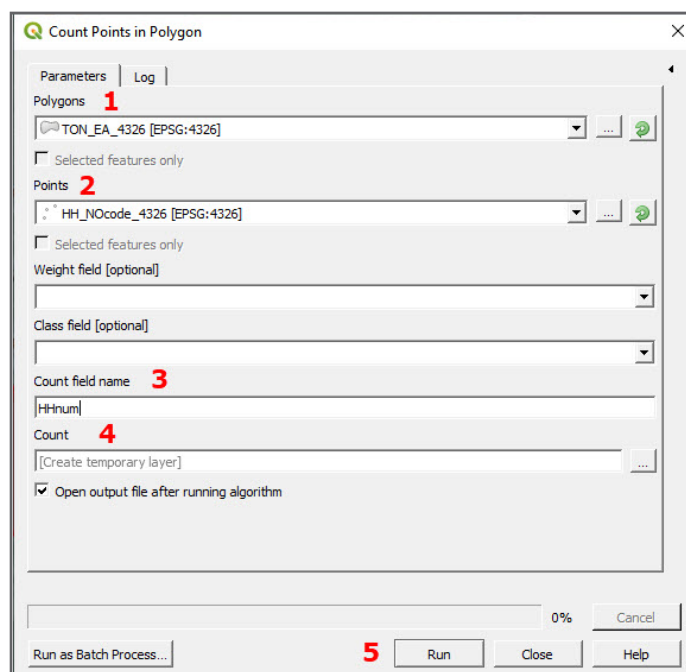 Count Points in Polygon
Parameters Log
Polygons 1
TON_EA_4326 [EPSG:4326] ...
Selected features only
Points 2
HH_NOcode_4326 [EPSG:4326] ...
Selected features only
Weight field [optional]
Class field [optional]
Count field name 3
HHnum
Count 4
[Create temporary layer] ...
Open output file after running algorithm
0% Cancel
Run as Batch Process... 5 Run Close Help